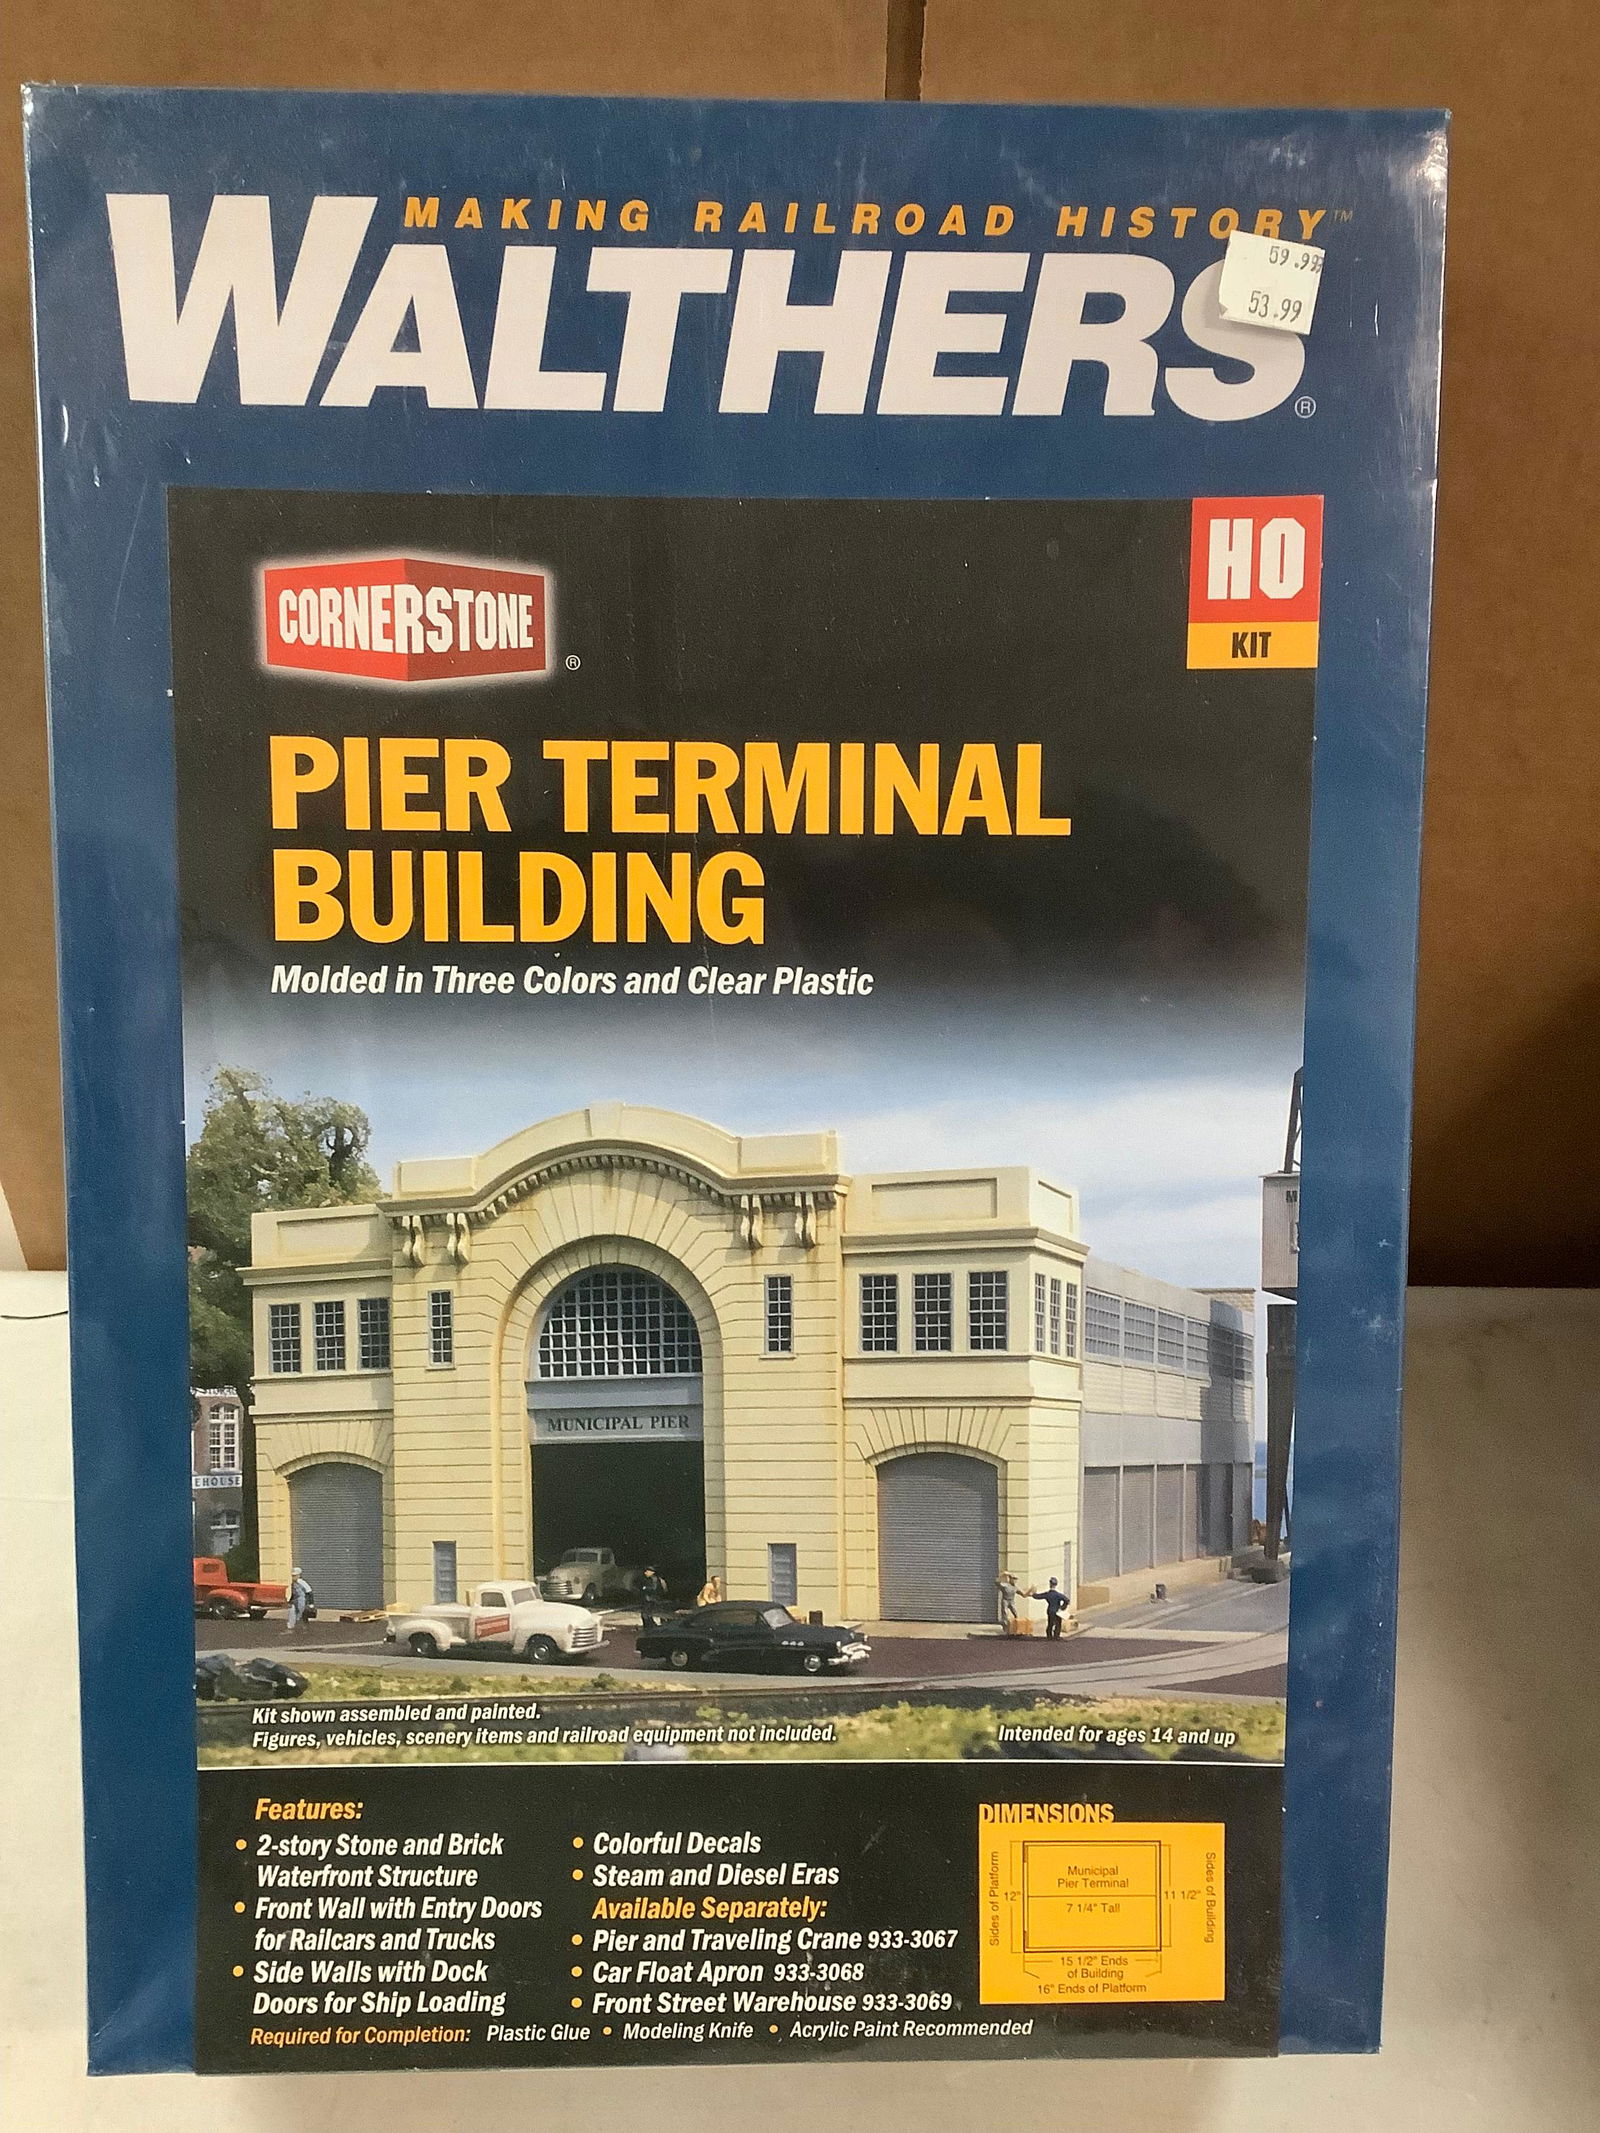 MAKING RAILROAD HISTORY™
WALTHERS®
59.99
53.99
HO
KIT
CORNERSTONE®
PIER TERMINAL
BUILDING
Molded in Three Colors and Clear Plastic
MUNICIPAL PIER
EHOUSE
M
Kit shown assembled and painted.
Figures, vehicles, scenery items and railroad equipment not included.
Intended for ages 14 and up
Features:
• 2-story Stone and Brick
Waterfront Structure
• Front Wall with Entry Doors
for Railcars and Trucks
• Side Walls with Dock
Doors for Ship Loading
• Colorful Decals
• Steam and Diesel Eras
Available Separately:
• Pier and Traveling Crane 933-3067
• Car Float Apron 933-3068
• Front Street Warehouse 933-3069
Required for Completion: Plastic Glue • Modeling Knife • Acrylic Paint Recommended
DIMENSIONS
Sides of Platform
12"
Municipal
Pier Terminal
7 1/4" Tall
11 1/2"
Sides of Building
15 1/2" Ends
of Building
16" Ends of Platform